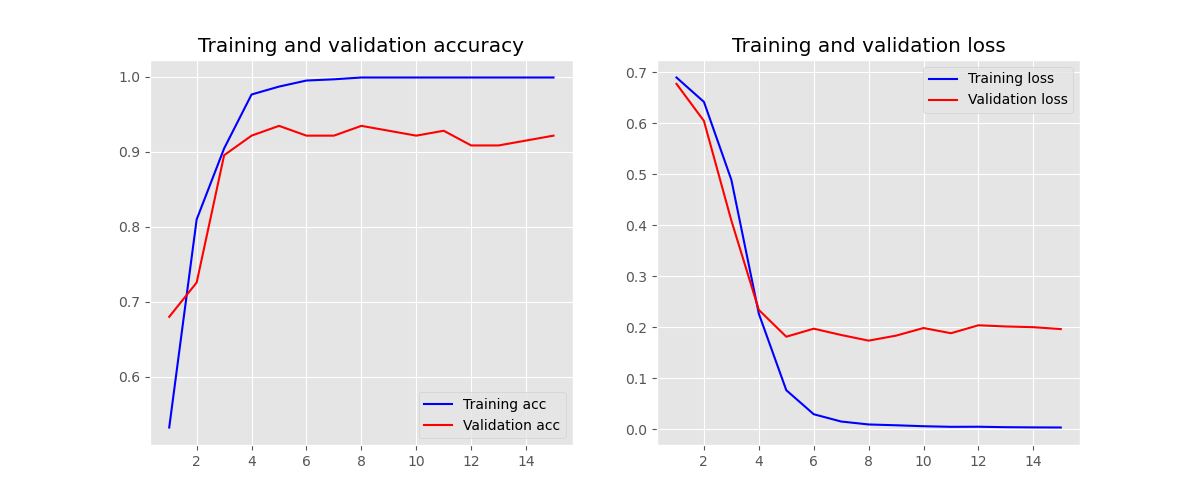 Training and validation accuracy
1.0
0.9
0.8
0.7
0.6
Training acc
Validation acc
2 4 6 8 10 12 14
Training and validation loss
0.7
0.6
0.5
0.4
0.3
0.2
0.1
0.0
Training loss
Validation loss
2 4 6 8 10 12 14